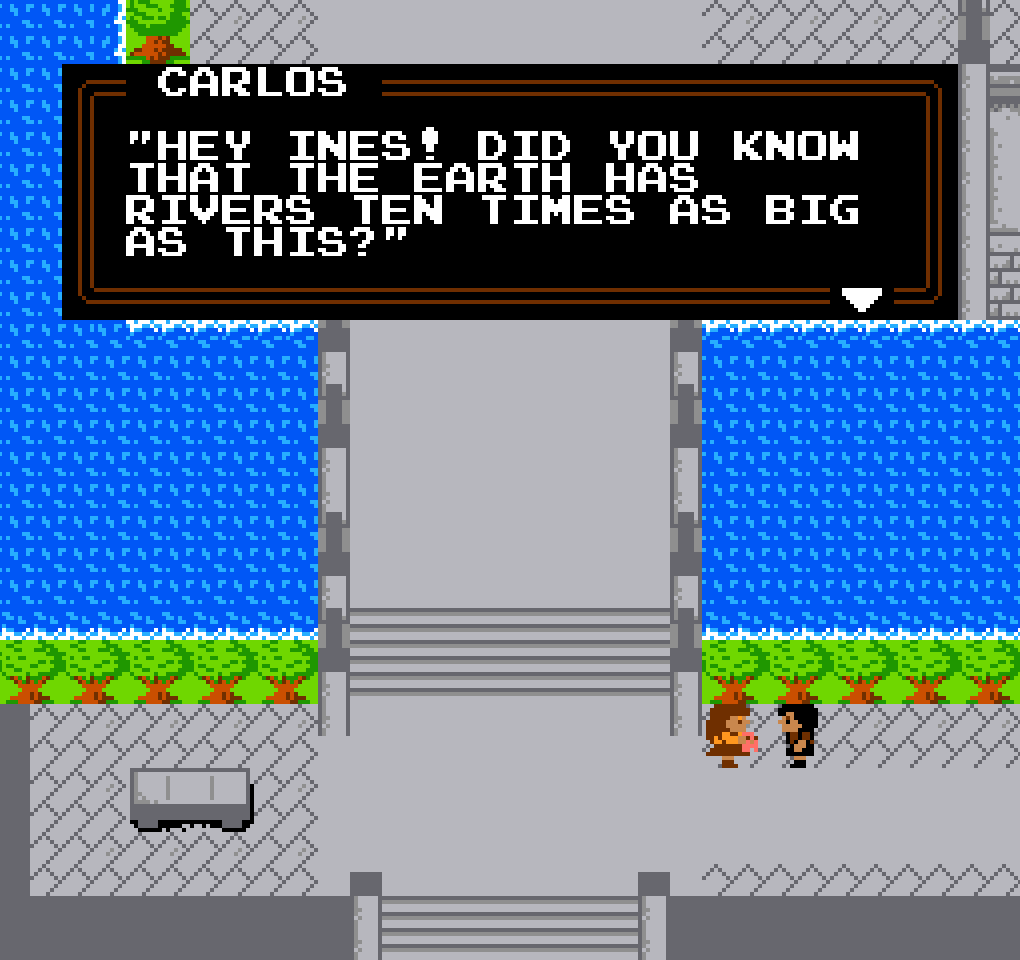 CARLOS
"HEY INES! DID YOU KNOW
THAT THE EARTH HAS
RIVERS TEN TIMES AS BIG
AS THIS?"